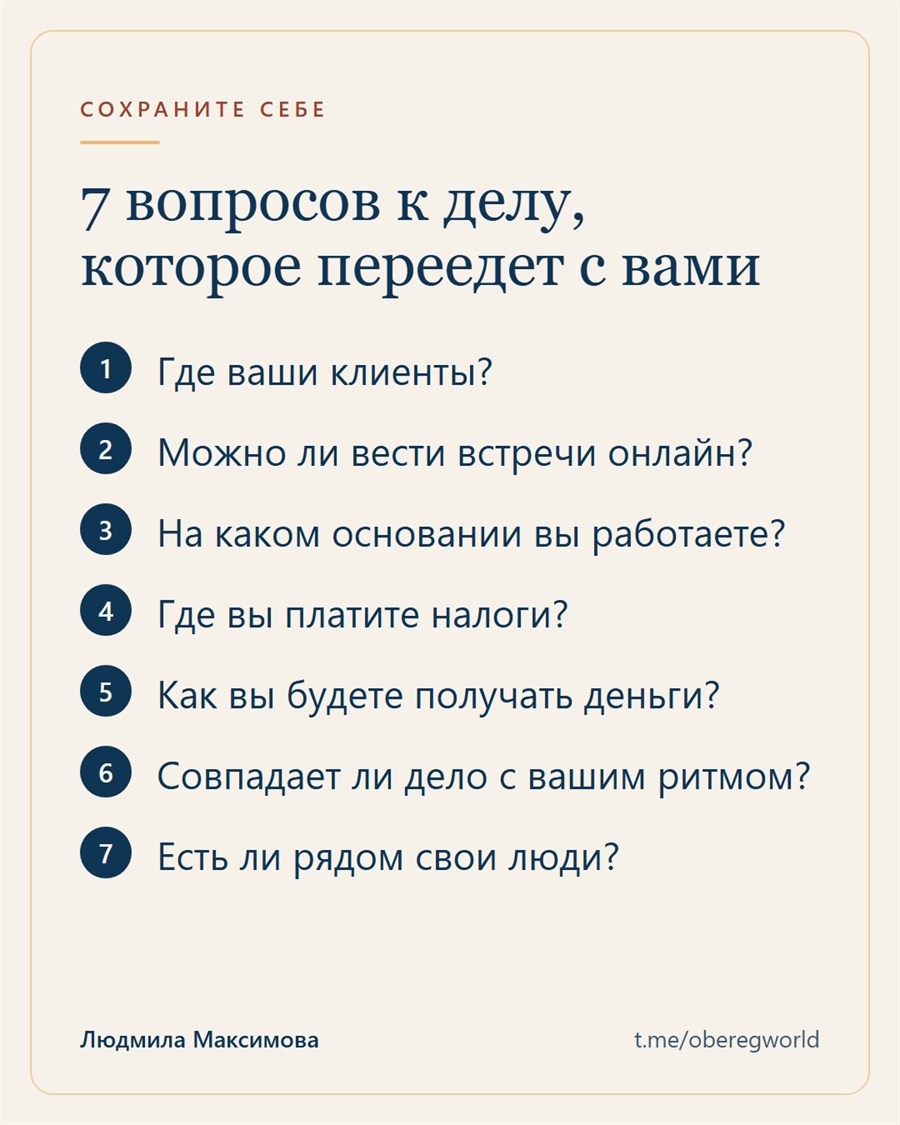 СОХРАНИТЕ СЕБЕ
7 вопросов к делу,
которое переедет с вами
1 Где ваши клиенты?
2 Можно ли вести встречи онлайн?
3 На каком основании вы работаете?
4 Где вы платите налоги?
5 Как вы будете получать деньги?
6 Совпадает ли дело с вашим ритмом?
7 Есть ли рядом свои люди?
Людмила Максимова t.me/oberegworld